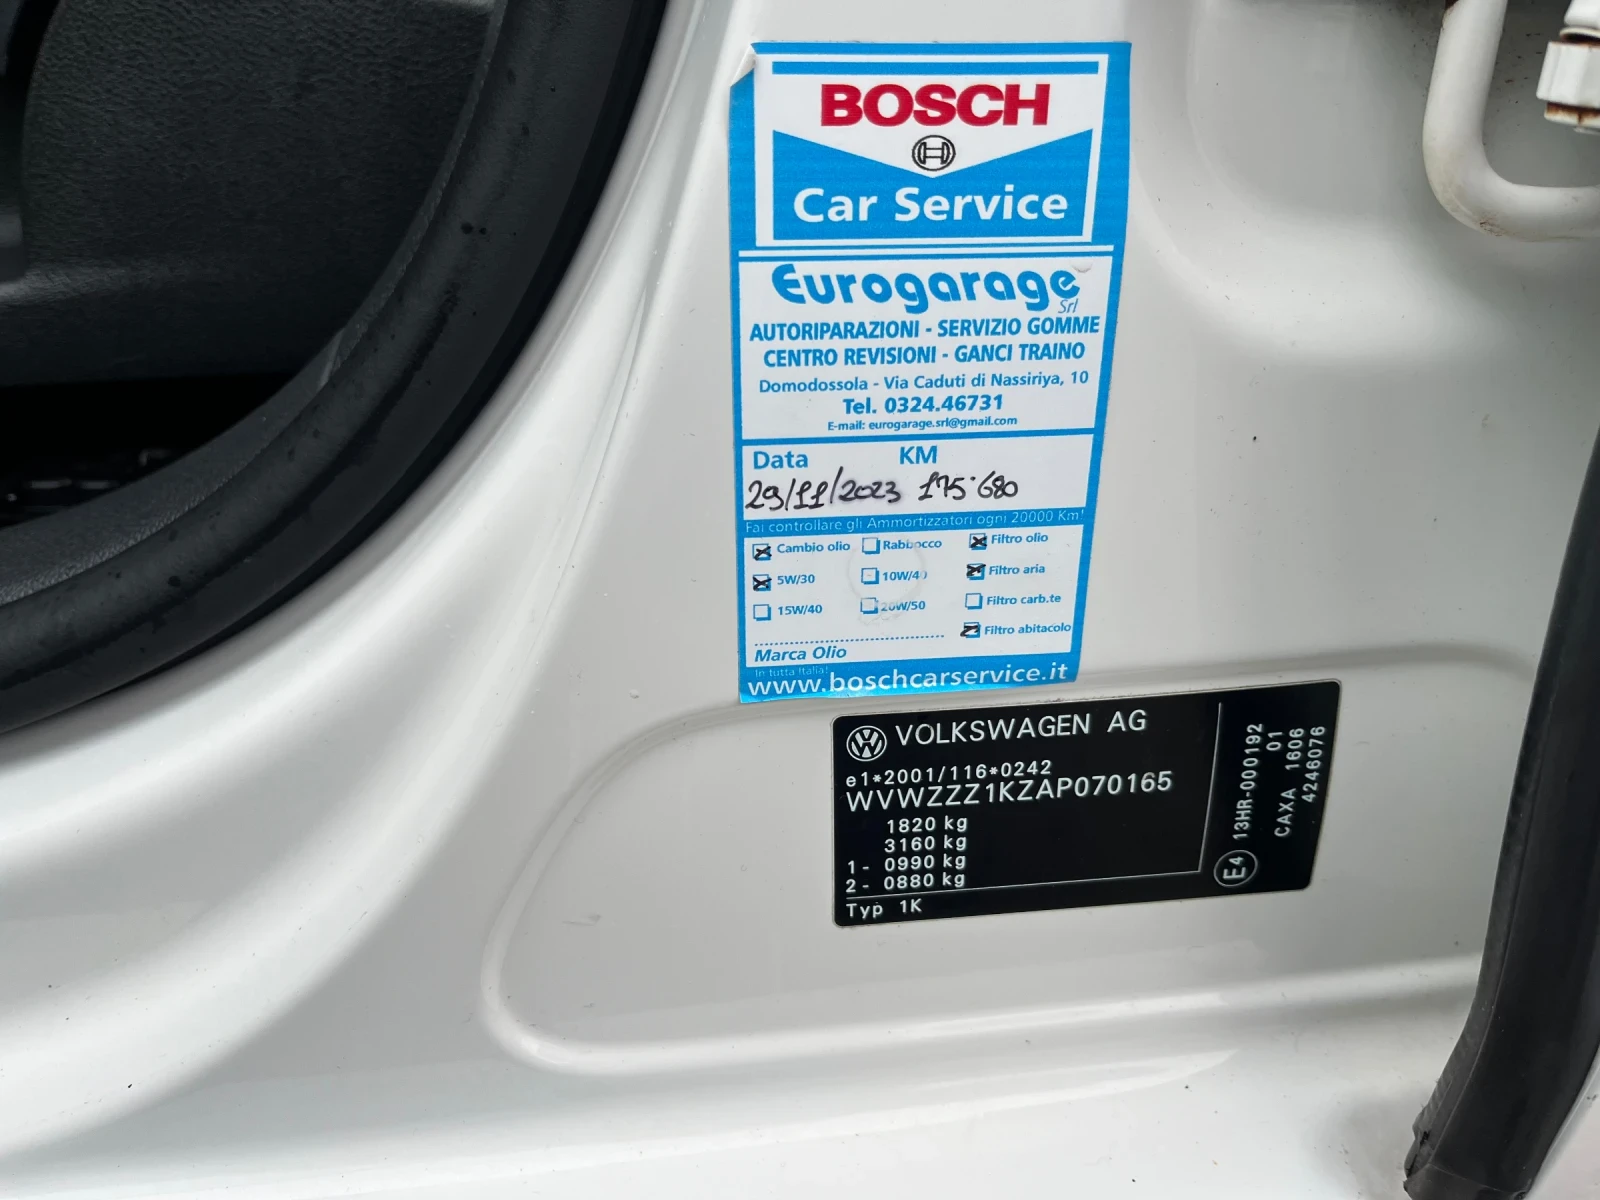 BOSCH
Car Service
Eurogarage
Srl
AUTORIPARAZIONI - SERVIZIO GOMME
CENTRO REVISIONI - GANCI TRAINO
Domodossola - Via Caduti di Nassiriya, 10
Tel. 0324.46731
E-mail: eurogarage.srl@gmail.com
Data KM
29/11/2023 175.680
Fai controllare gli Ammortizzatori ogni 20000 Km!
Cambio olio Rabbocco Filtro olio
5W/30 10W/40 Filtro aria
15W/40 20W/50 Filtro carb.te
Filtro abitacolo
Marca Olio
In tutta Italia!
www.boschcarservice.it
VOLKSWAGEN AG
e1*2001/116*0242
WVWZZZ1KZAP070165
1820 kg
3160 kg
1- 0990 kg
2- 0880 kg
Typ 1K
E4 13HR-000192
01
CAXA 1606
4246076